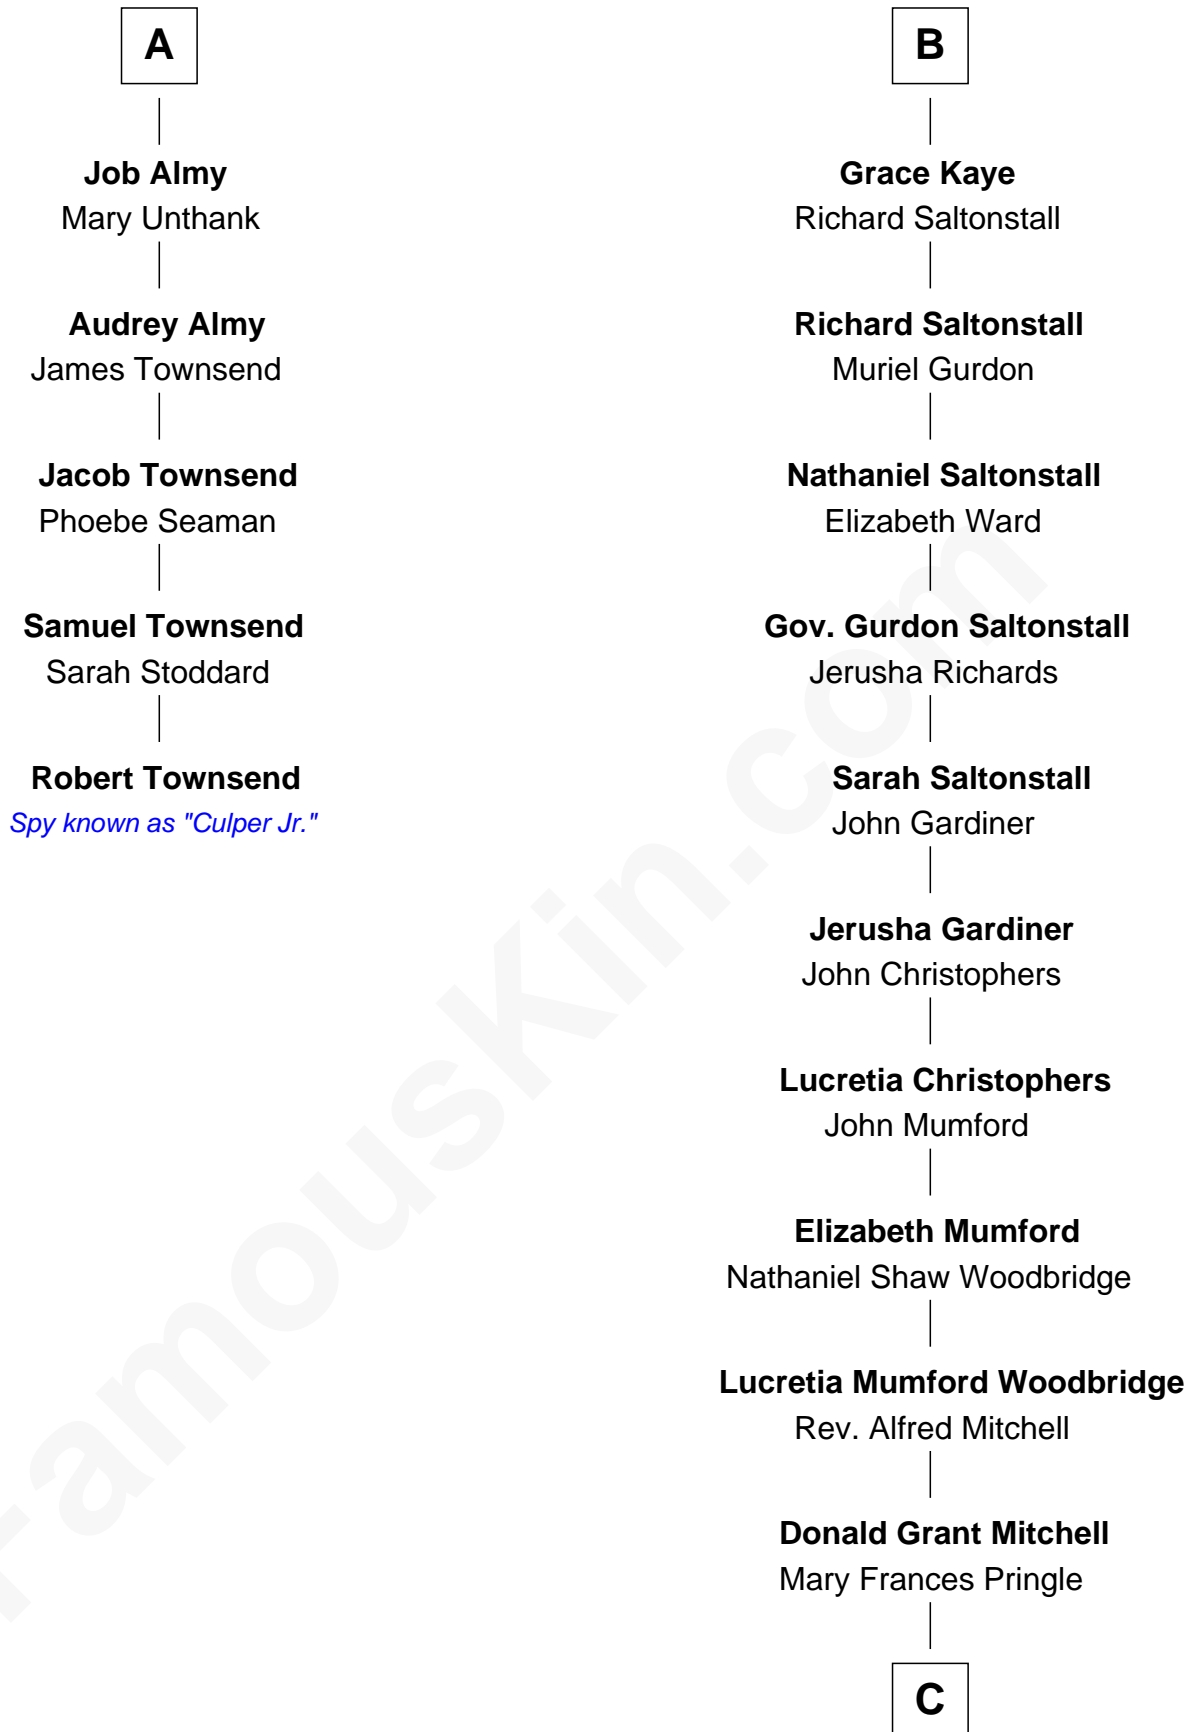 A
Job Almy
Mary Unthank
Audrey Almy
James Townsend
Jacob Townsend
Phoebe Seaman
Samuel Townsend
Sarah Stoddard
Robert Townsend
Spy known as "Culper Jr."
B
Grace Kaye
Richard Saltonstall
Richard Saltonstall
Muriel Gurdon
Nathaniel Saltonstall
Elizabeth Ward
Gov. Gurdon Saltonstall
Jerusha Richards
Sarah Saltonstall
John Gardiner
Jerusha Gardiner
John Christophers
Lucretia Christophers
John Mumford
Elizabeth Mumford
Nathaniel Shaw Woodbridge
Lucretia Mumford Woodbridge
Rev. Alfred Mitchell
Donald Grant Mitchell
Mary Frances Pringle
C
FamousKin.com